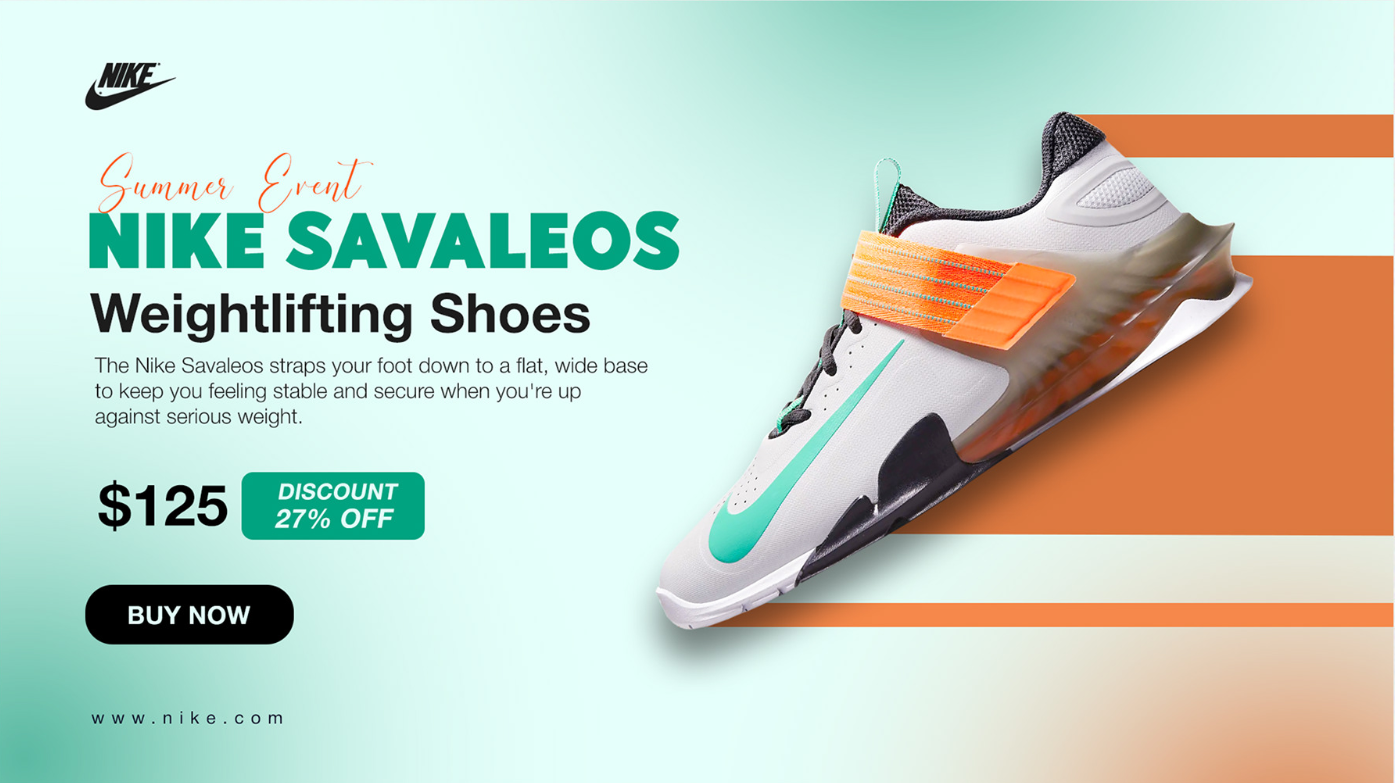 NIKE
Summer Event
NIKE SAVALEOS
Weightlifting Shoes
The Nike Savaleos straps your foot down to a flat, wide base
to keep you feeling stable and secure when you're up
against serious weight.
$125
DISCOUNT
27% OFF
BUY NOW
www.nike.com